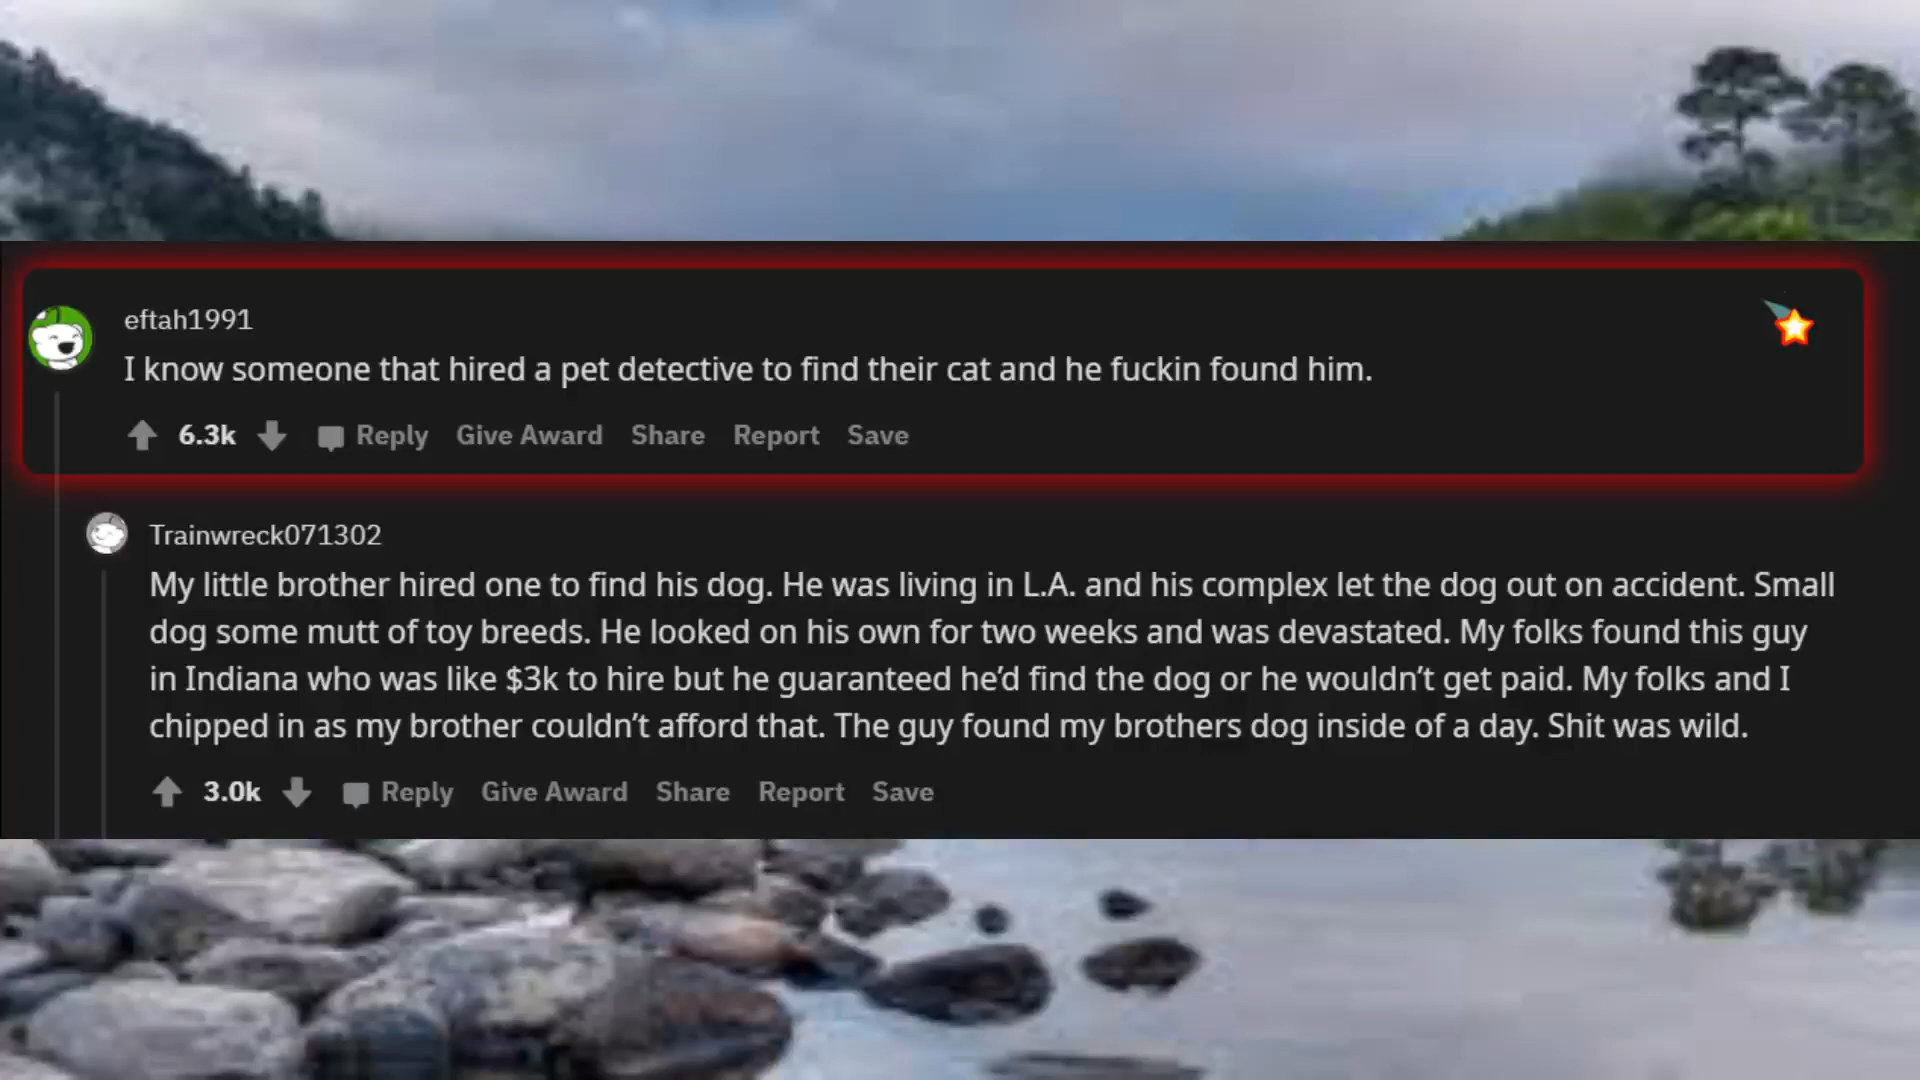 eftah1991
I know someone that hired a pet detective to find their cat and he fuckin found him.
6.3k Reply Give Award Share Report Save
Trainwreck071302
My little brother hired one to find his dog. He was living in L.A. and his complex let the dog out on accident. Small
dog some mutt of toy breeds. He looked on his own for two weeks and was devastated. My folks found this guy
in Indiana who was like $3k to hire but he guaranteed he’d find the dog or he wouldn’t get paid. My folks and I
chipped in as my brother couldn’t afford that. The guy found my brothers dog inside of a day. Shit was wild.
3.0k Reply Give Award Share Report Save